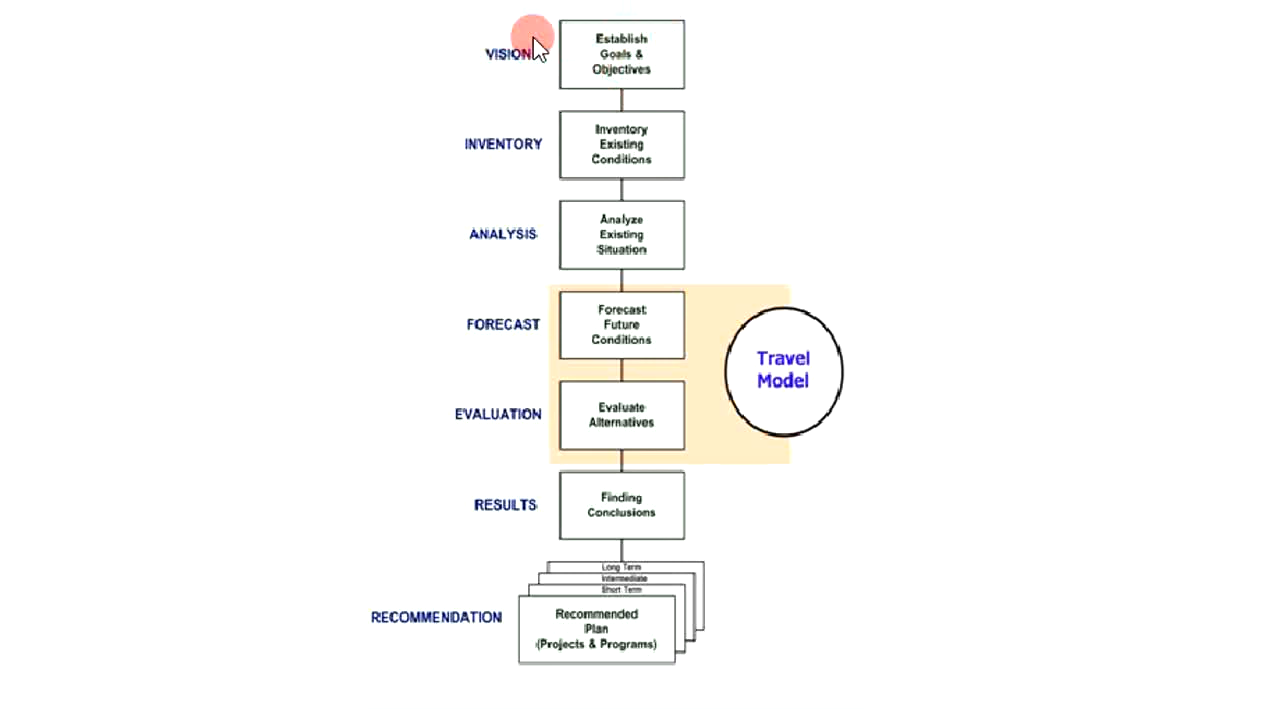 VISION
Establish
Goals &
Objectives
INVENTORY
Inventory
Existing
Conditions
ANALYSIS
Analyze
Existing
Situation
FORECAST
Forecast
Future
Conditions
Travel
Model
EVALUATION
Evaluate
Alternatives
RESULTS
Finding
Conclusions
Long Term
Intermediate
Short Term
RECOMMENDATION
Recommended
Plan
(Projects & Programs)